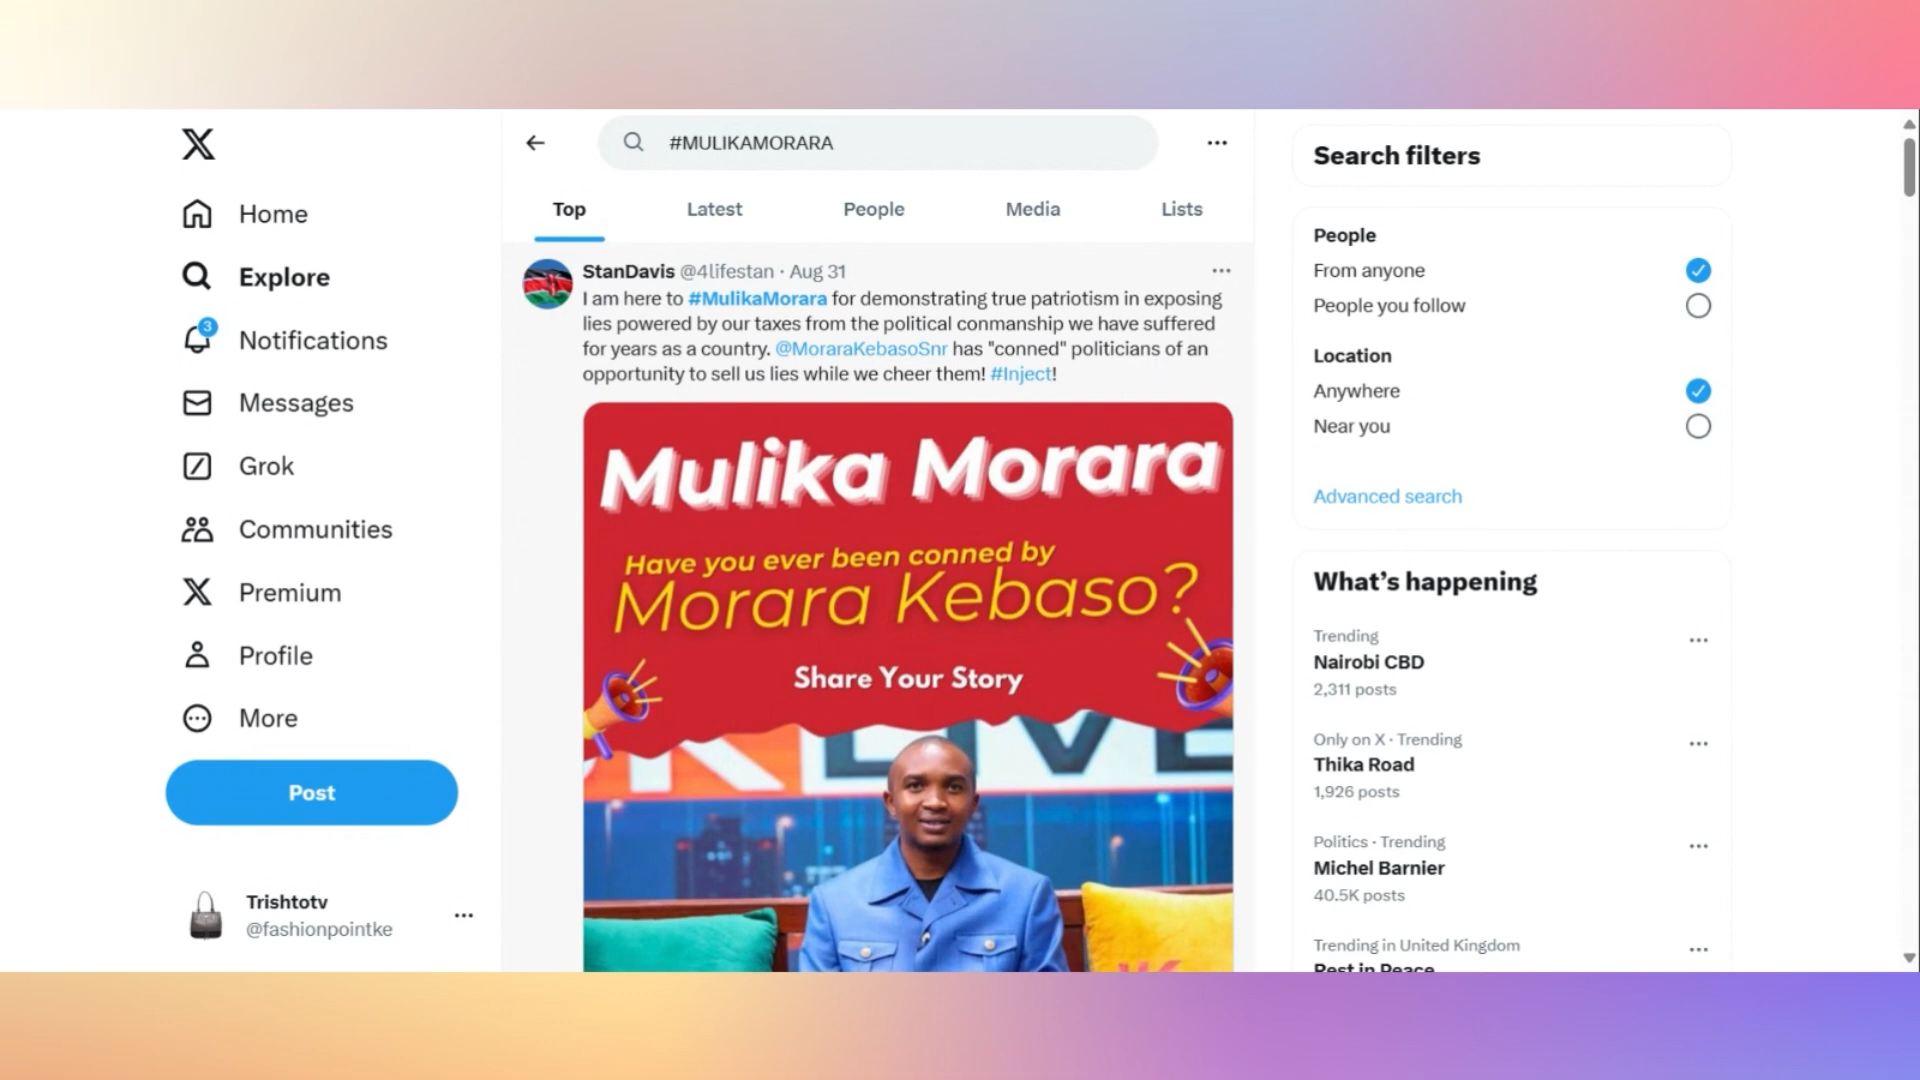 #MULIKAMORARA
Top
Latest
People
Media
Lists
Home
Explore
3
Notifications
Messages
Grok
Communities
Premium
Profile
More
Post
Trishtotv
@fashionpointke
StanDavis @4lifestan · Aug 31
I am here to #MulikaMorara for demonstrating true patriotism in exposing
lies powered by our taxes from the political conmanship we have suffered
for years as a country. @MoraraKebasoSnr has "conned" politicians of an
opportunity to sell us lies while we cheer them! #Inject!
Mulika Morara
Have you ever been conned by
Morara Kebaso?
Share Your Story
LIVE
Search filters
People
From anyone
People you follow
Location
Anywhere
Near you
Advanced search
What's happening
Trending
Nairobi CBD
2,311 posts
Only on X · Trending
Thika Road
1,926 posts
Politics · Trending
Michel Barnier
40.5K posts
Trending in United Kingdom
Rest in Peace